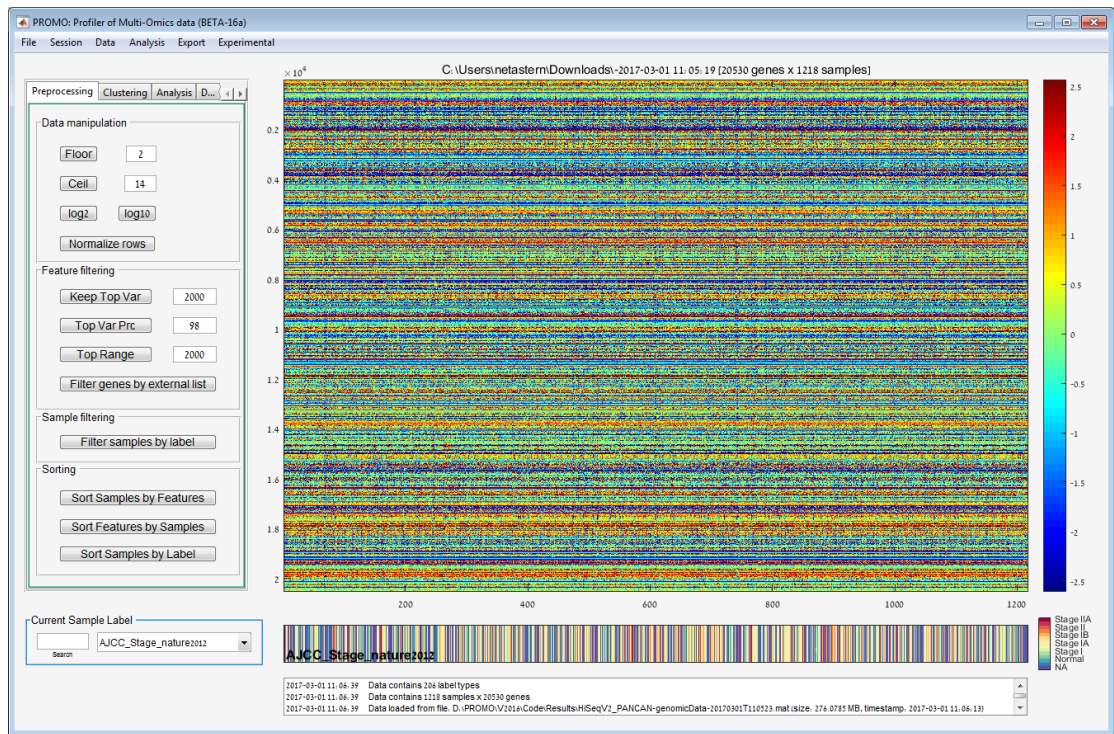 PROMO: Profiler of Multi-Omics data (BETA-16a)
File Session Data Analysis Export Experimental
Preprocessing Clustering Analysis D...
Data manipulation
Floor 2
Ceil 14
log2 log10
Normalize rows
Feature filtering
Keep Top Var 2000
Top Var Prc 98
Top Range 2000
Filter genes by external list
Sample filtering
Filter samples by label
Sorting
Sort Samples by Features
Sort Features by Samples
Sort Samples by Label
Current Sample Label
Search
AJCC_Stage_nature2012
C:\Users\netastern\Downloads\-2017-03-01 11:05:19 [20530 genes x 1218 samples]
× 10⁴
0.2
0.4
0.6
0.8
1
1.2
1.4
1.6
1.8
2
200 400 600 800 1000 1200
2.5
2
1.5
1
0.5
0
-0.5
-1
-1.5
-2
-2.5
AJCC_Stage_nature2012
Stage IIA
Stage II
Stage IB
Stage IA
Stage I
Normal
NA
2017-03-01 11:06:39 Data contains 206 label types
2017-03-01 11:06:39 Data contains 1218 samples x 20530 genes
2017-03-01 11:06:39 Data loaded from file: D:\PROMO\V2016\Code\Results\HiSeqV2_PANCAN-genomicData-20170301T110523.mat (size: 276.0785 MB, timestamp: 2017-03-01 11:06:13)